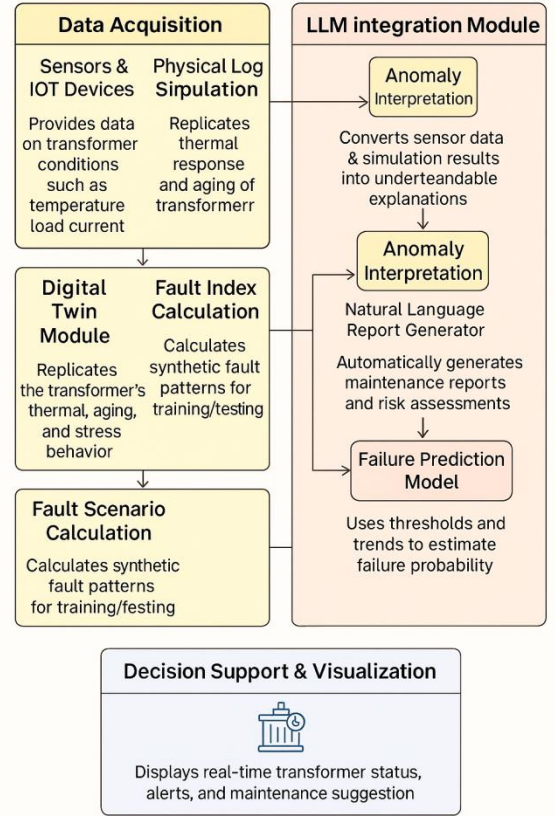 Data Acquisition
Sensors &
IOT Devices
Provides data
on transformer
conditions
such as
temperature
load current
Physical Log
Sirpulation
Replicates
thermal
response
and aging of
transformerr
Digital
Twin
Module
Replicates
the transformer's
thermal, aging,
and stress
behavior
Fault Index
Calculation
Calculates
synthetic fault
patterns for
training/testing
Fault Scenario
Calculation
Calculates synthetic
fault patterns
for training/festing
LLM integration Module
Anomaly
Interpretation
Converts sensor data
& simulation results
into underteandable
explanations
Anomaly
Interpretation
Natural Language
Report Generator
Automatically generates
maintenance reports
and risk assessments
Failure Prediction
Model
Uses thresholds and
trends to estimate
failure probability
Decision Support & Visualization
Displays real-time transformer status,
alerts, and maintenance suggestion